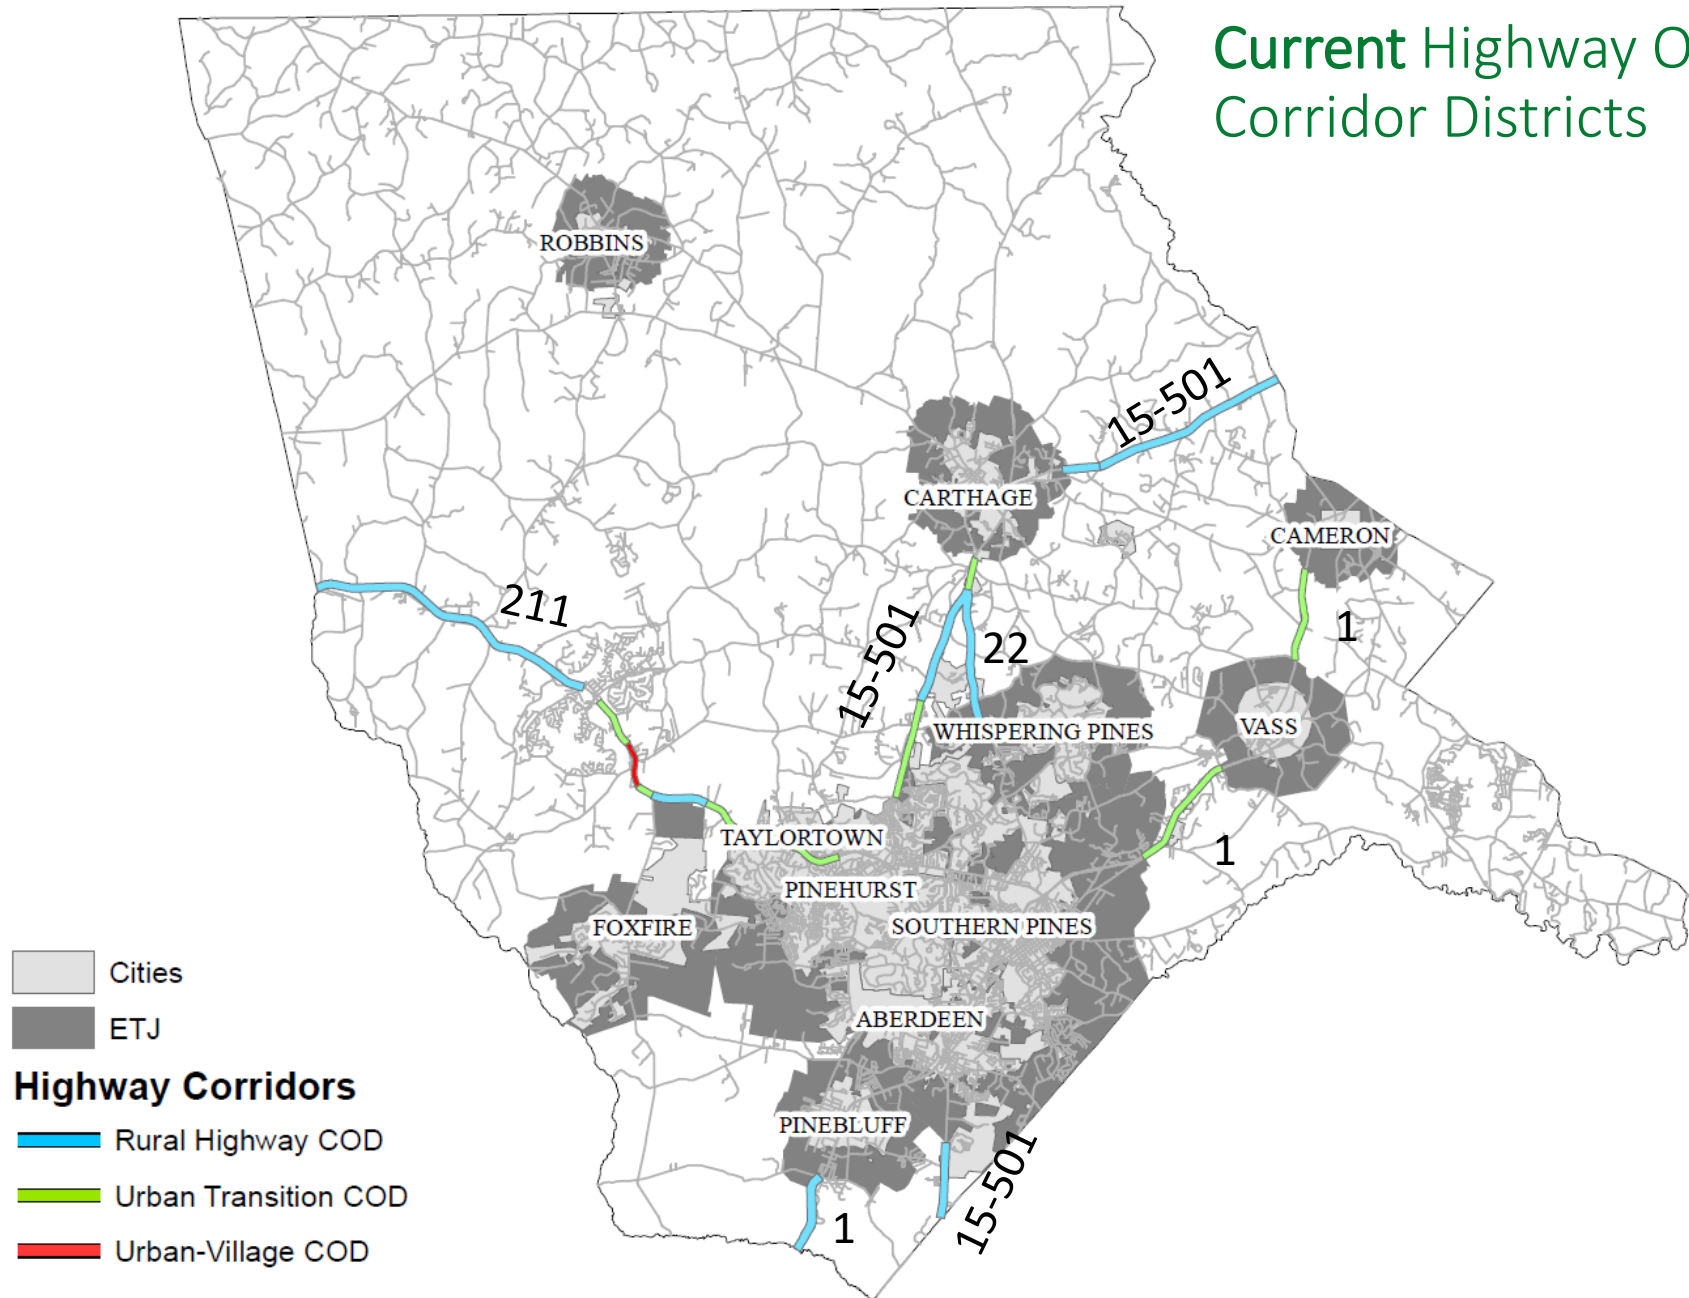 Current Highway O
Corridor Districts
ROBBINS
15-501
CARTHAGE
CAMERON
211
15-501
22
1
WHISPERING PINES
VASS
TAYLORTOWN
1
PINEHURST
FOXFIRE
SOUTHERN PINES
ABERDEEN
PINEBLUFF
15-501
1
Cities
ETJ
Highway Corridors
Rural Highway COD
Urban Transition COD
Urban-Village COD